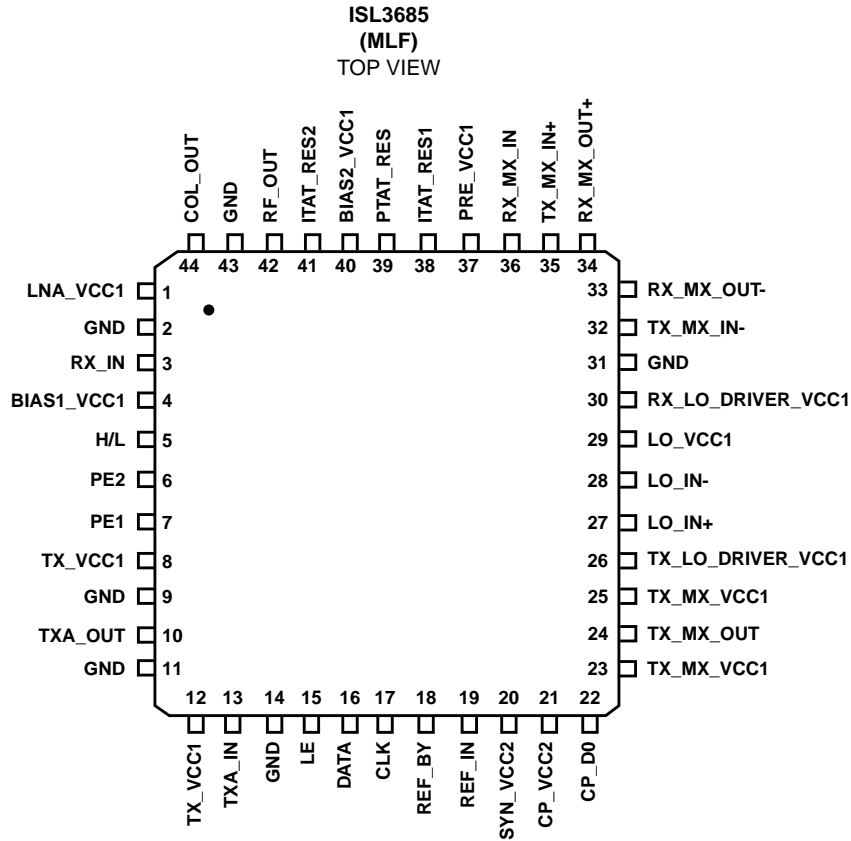 ISL3685
(MLF)
TOP VIEW
COL_OUT
GND
RF_OUT
ITAT_RES2
BIAS2_VCC1
PTAT_RES
ITAT_RES1
PRE_VCC1
RX_MX_IN
TX_MX_IN+
RX_MX_OUT+
44 43 42 41 40 39 38 37 36 35 34
LNA_VCC1 1
GND 2
RX_IN 3
BIAS1_VCC1 4
H/L 5
PE2 6
PE1 7
TX_VCC1 8
GND 9
TXA_OUT 10
GND 11
33 RX_MX_OUT-
32 TX_MX_IN-
31 GND
30 RX_LO_DRIVER_VCC1
29 LO_VCC1
28 LO_IN-
27 LO_IN+
26 TX_LO_DRIVER_VCC1
25 TX_MX_VCC1
24 TX_MX_OUT
23 TX_MX_VCC1
12 13 14 15 16 17 18 19 20 21 22
TX_VCC1
TXA_IN
GND
LE
DATA
CLK
REF_BY
REF_IN
SYN_VCC2
CP_VCC2
CP_D0